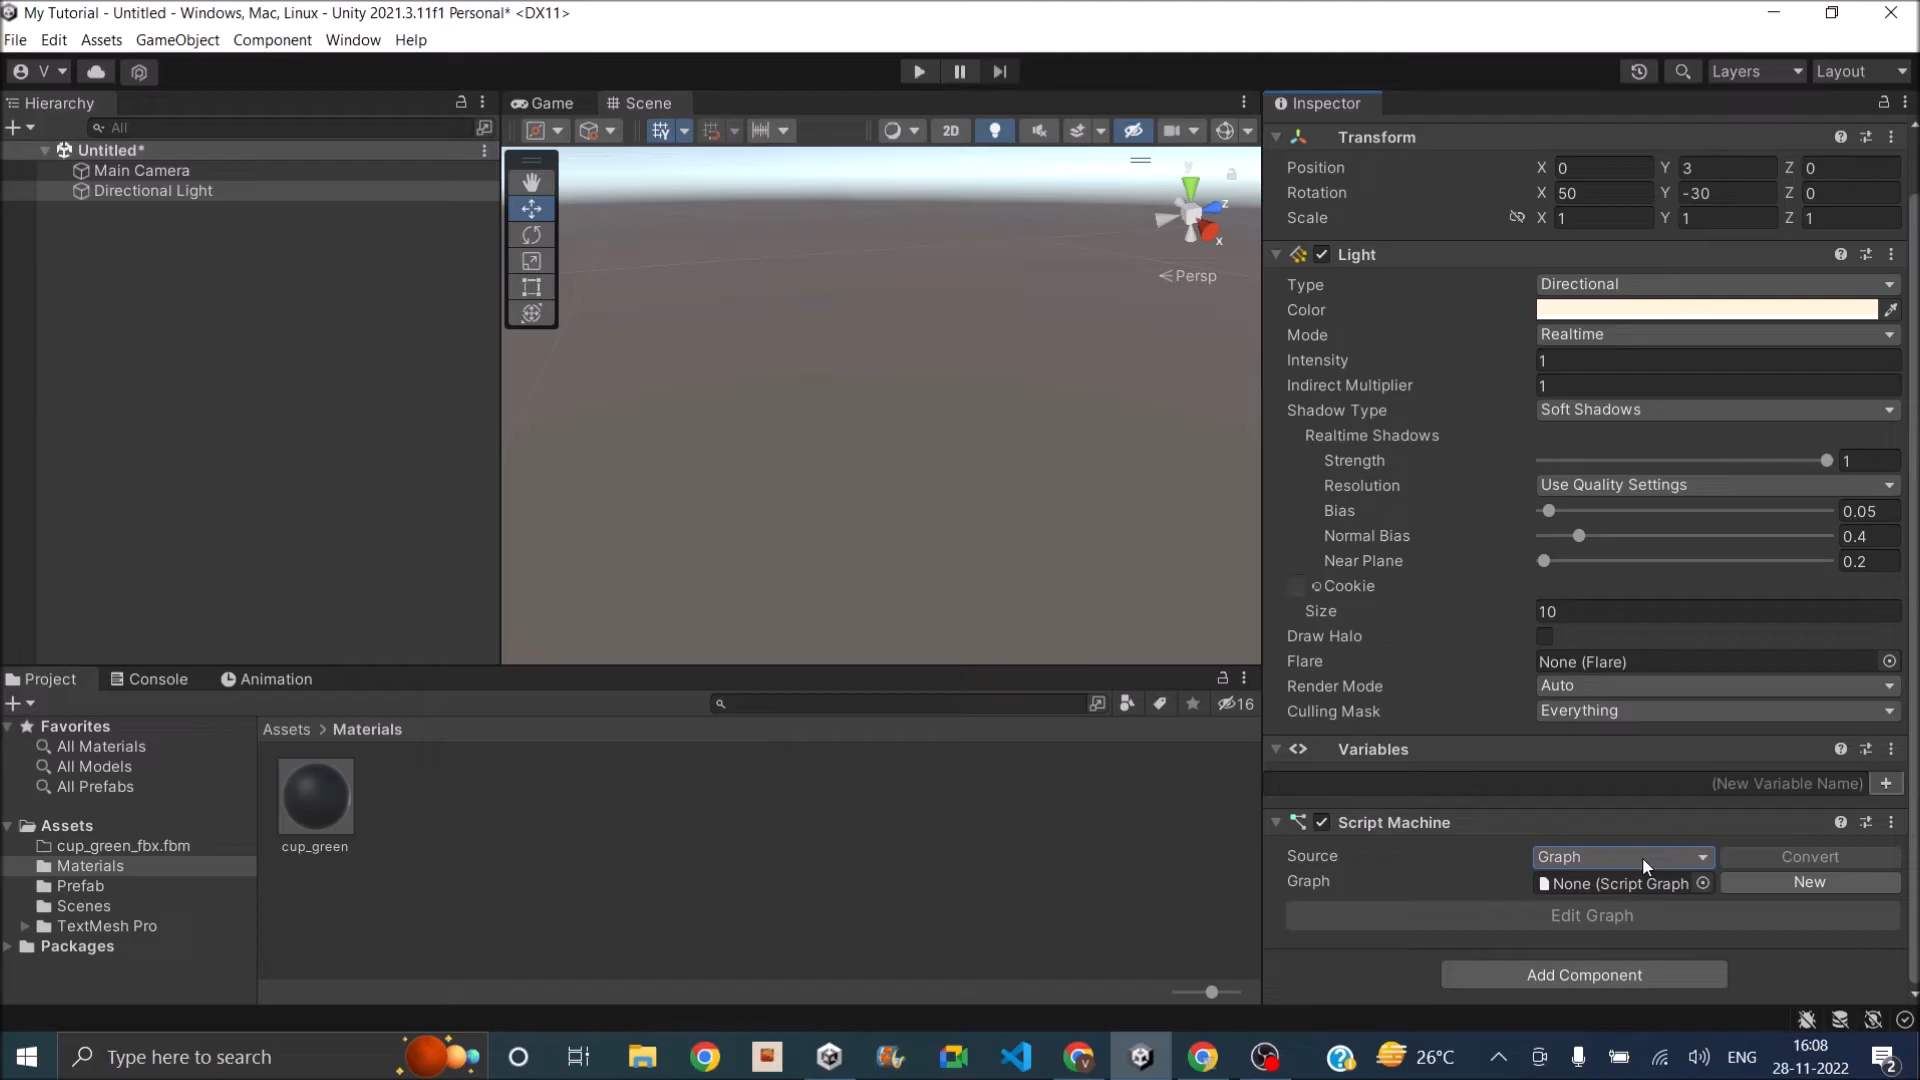 My Tutorial - Untitled - Windows, Mac, Linux - Unity 2021.3.11f1 Personal* <DX11>
File Edit Assets GameObject Component Window Help
V Layers Layout
Hierarchy
All
Untitled*
Main Camera
Directional Light
Game Scene
2D
y
z
x
Persp
Inspector
Transform
Position X 0 Y 3 Z 0
Rotation X 50 Y -30 Z 0
Scale X 1 Y 1 Z 1
Light
Type Directional
Color
Mode Realtime
Intensity 1
Indirect Multiplier 1
Shadow Type Soft Shadows
Realtime Shadows
Strength 1
Resolution Use Quality Settings
Bias 0.05
Normal Bias 0.4
Near Plane 0.2
Cookie
Size 10
Draw Halo
Flare None (Flare)
Render Mode Auto
Culling Mask Everything
Variables
(New Variable Name) +
Script Machine
Source Graph Convert
Graph None (Script Graph New
Edit Graph
Add Component
Project Console Animation
16
Favorites
All Materials
All Models
All Prefabs
Assets
cup_green_fbx.fbm
Materials
Prefab
Scenes
TextMesh Pro
Packages
Assets > Materials
cup_green
Type here to search
26°C
ENG
16:08
28-11-2022
2